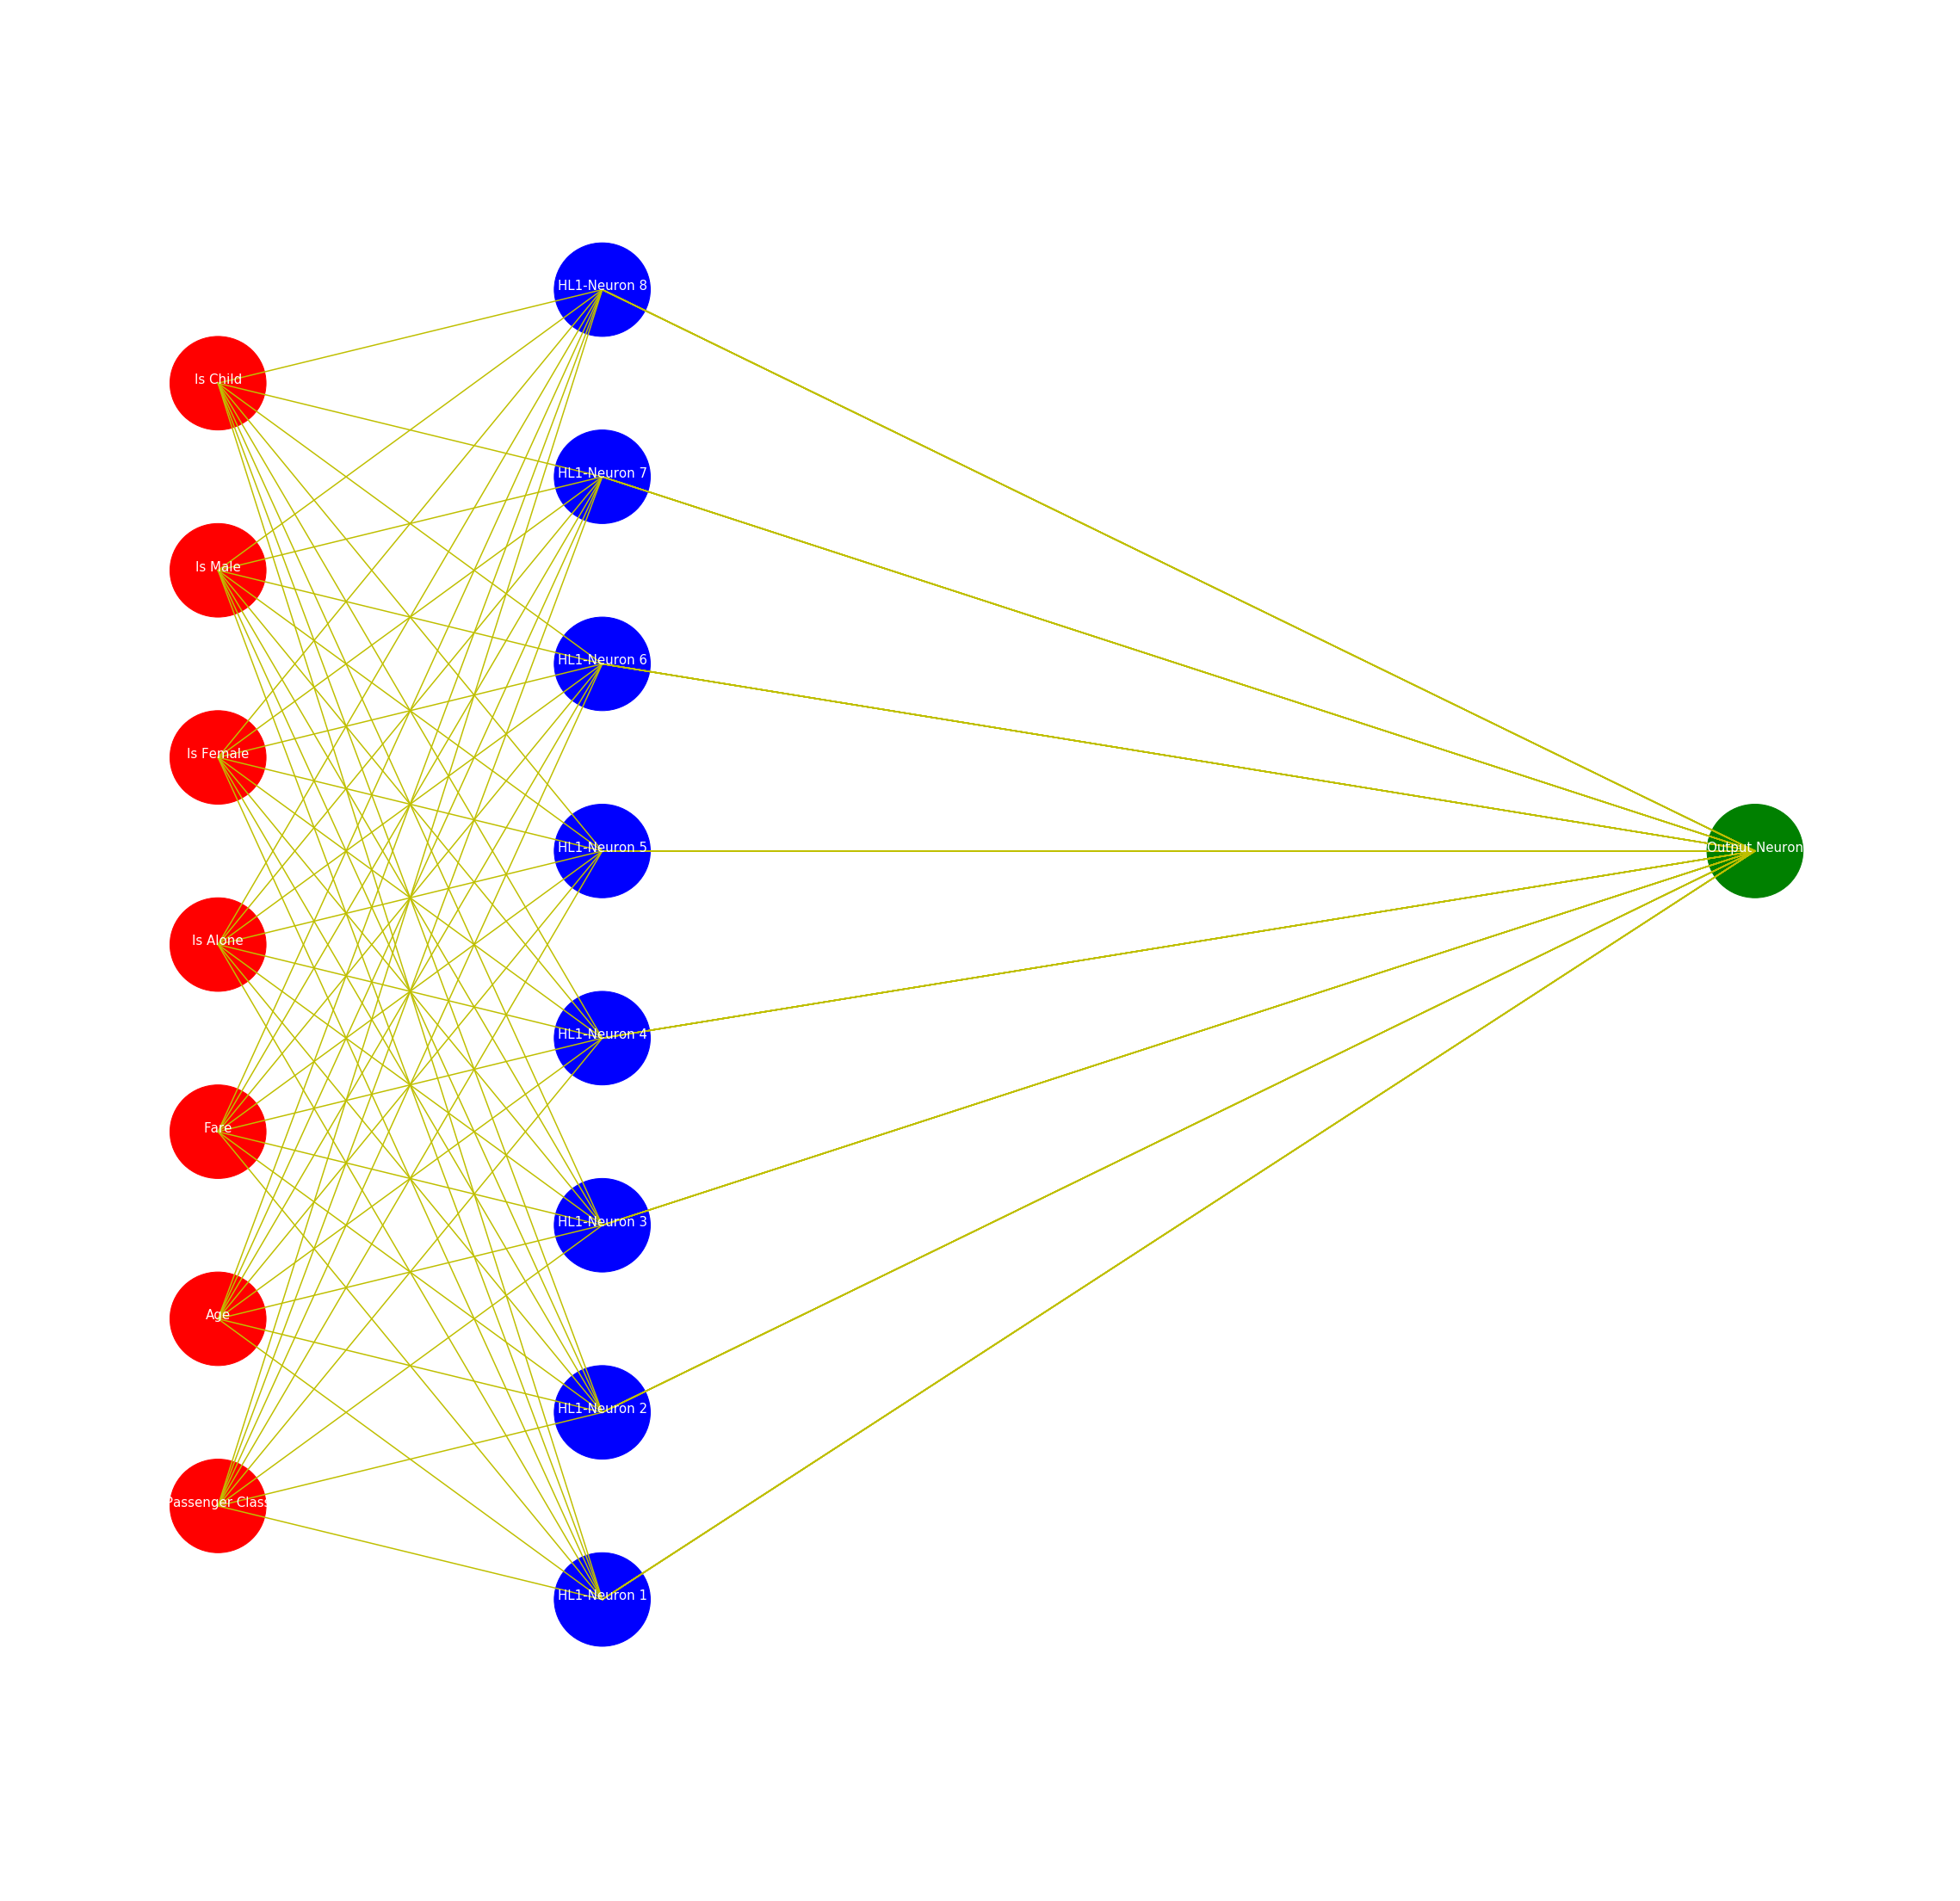 Is Child
Is Male
Is Female
Is Alone
Fare
Age
Passenger Class
HL1-Neuron 8
HL1-Neuron 7
HL1-Neuron 6
HL1-Neuron 5
HL1-Neuron 4
HL1-Neuron 3
HL1-Neuron 2
HL1-Neuron 1
Output Neuron